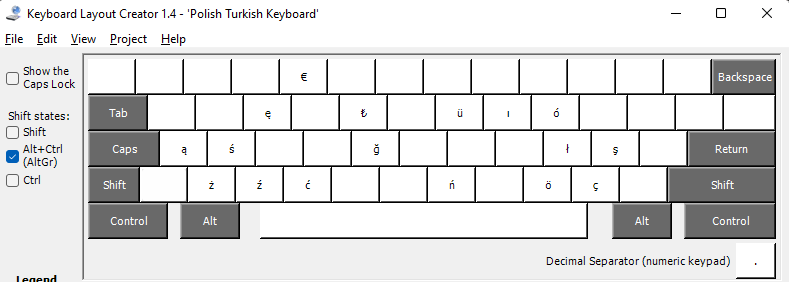 Keyboard Layout Creator 1.4 - 'Polish Turkish Keyboard'
File Edit View Project Help
Show the
Caps Lock
€ Backspace
Shift states:
Tab ę ₺ ü ı ó
Shift
Alt+Ctrl
(AltGr)
Caps ą ś ğ ł ş Return
Ctrl
Shift ż ź ć ń ö ç Shift
Control Alt Alt Control
Decimal Separator (numeric keypad) .
Legend